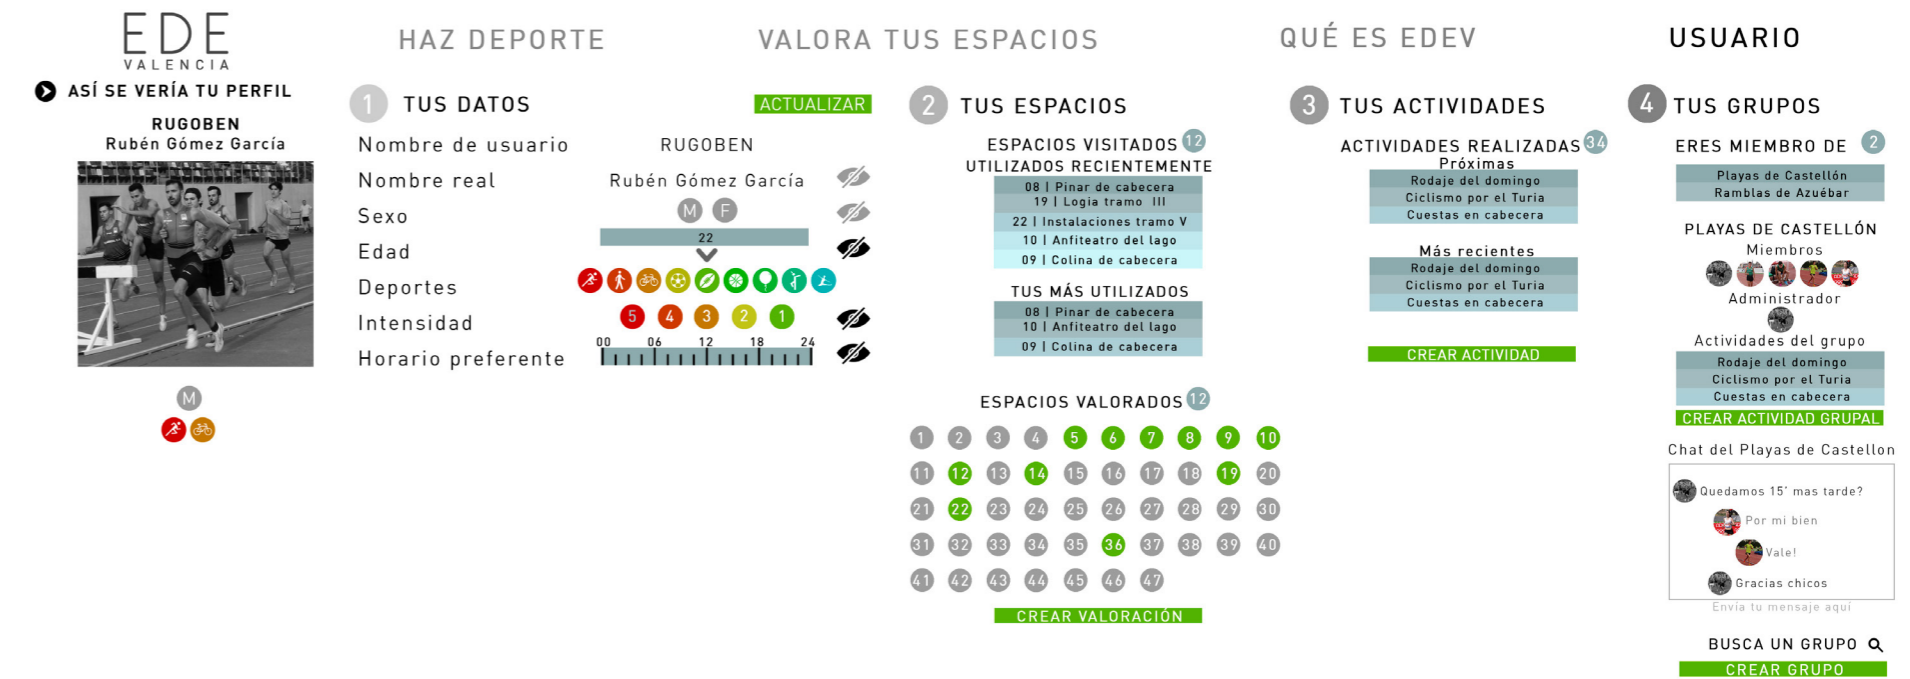 EDE
VALENCIA
HAZ DEPORTE
VALORA TUS ESPACIOS
QUÉ ES EDEV
USUARIO
ASÍ SE VERÍA TU PERFIL
RUGOBEN
Rubén Gómez García
M
1 TUS DATOS
ACTUALIZAR
Nombre de usuario RUGOBEN
Nombre real Rubén Gómez García
Sexo M F
Edad 22
Deportes
Intensidad 5 4 3 2 1
Horario preferente 00 06 12 18 24
2 TUS ESPACIOS
ESPACIOS VISITADOS 12
UTILIZADOS RECIENTEMENTE
08 | Pinar de cabecera
19 | Logia tramo III
22 | Instalaciones tramo V
10 | Anfiteatro del lago
09 | Colina de cabecera
TUS MÁS UTILIZADOS
08 | Pinar de cabecera
10 | Anfiteatro del lago
09 | Colina de cabecera
ESPACIOS VALORADOS 12
1 2 3 4 5 6 7 8 9 10
11 12 13 14 15 16 17 18 19 20
21 22 23 24 25 26 27 28 29 30
31 32 33 34 35 36 37 38 39 40
41 42 43 44 45 46 47
CREAR VALORACIÓN
3 TUS ACTIVIDADES
ACTIVIDADES REALIZADAS 34
Próximas
Rodaje del domingo
Ciclismo por el Turia
Cuestas en cabecera
Más recientes
Rodaje del domingo
Ciclismo por el Turia
Cuestas en cabecera
CREAR ACTIVIDAD
4 TUS GRUPOS
ERES MIEMBRO DE 2
Playas de Castellón
Ramblas de Azuébar
PLAYAS DE CASTELLÓN
Miembros
Administrador
Actividades del grupo
Rodaje del domingo
Ciclismo por el Turia
Cuestas en cabecera
CREAR ACTIVIDAD GRUPAL
Chat del Playas de Castellon
Quedamos 15' mas tarde?
Por mi bien
Vale!
Gracias chicos
Envía tu mensaje aquí
BUSCA UN GRUPO
CREAR GRUPO